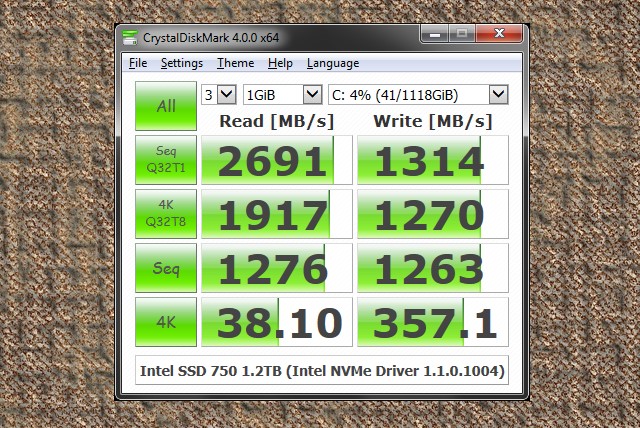 CrystalDiskMark 4.0.0 x64
File Settings Theme Help Language
All 3 1GiB C: 4% (41/1118GiB)
Read [MB/s] Write [MB/s]
Seq
Q32T1 2691 1314
4K
Q32T8 1917 1270
Seq 1276 1263
4K 38.10 357.1
Intel SSD 750 1.2TB (Intel NVMe Driver 1.1.0.1004)